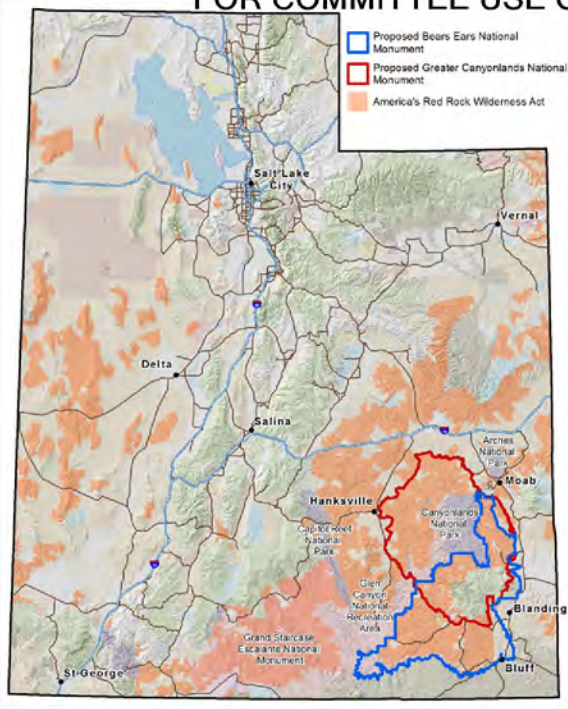 FOR COMMITTEE USE O
Proposed Bears Ears National
Monument
Proposed Greater Canyonlands National
Monument
America's Red Rock Wilderness Act
Salt Lake
City
Vernal
Delta
Salina
Arches
National
Park
Moab
Hanksville
Canyonlands
National
Park
Capitol Reef
National
Park
Glen
Canyon
National
Recreation
Area
Blanding
Grand Staircase
Escalante National
Monument
Bluff
St George